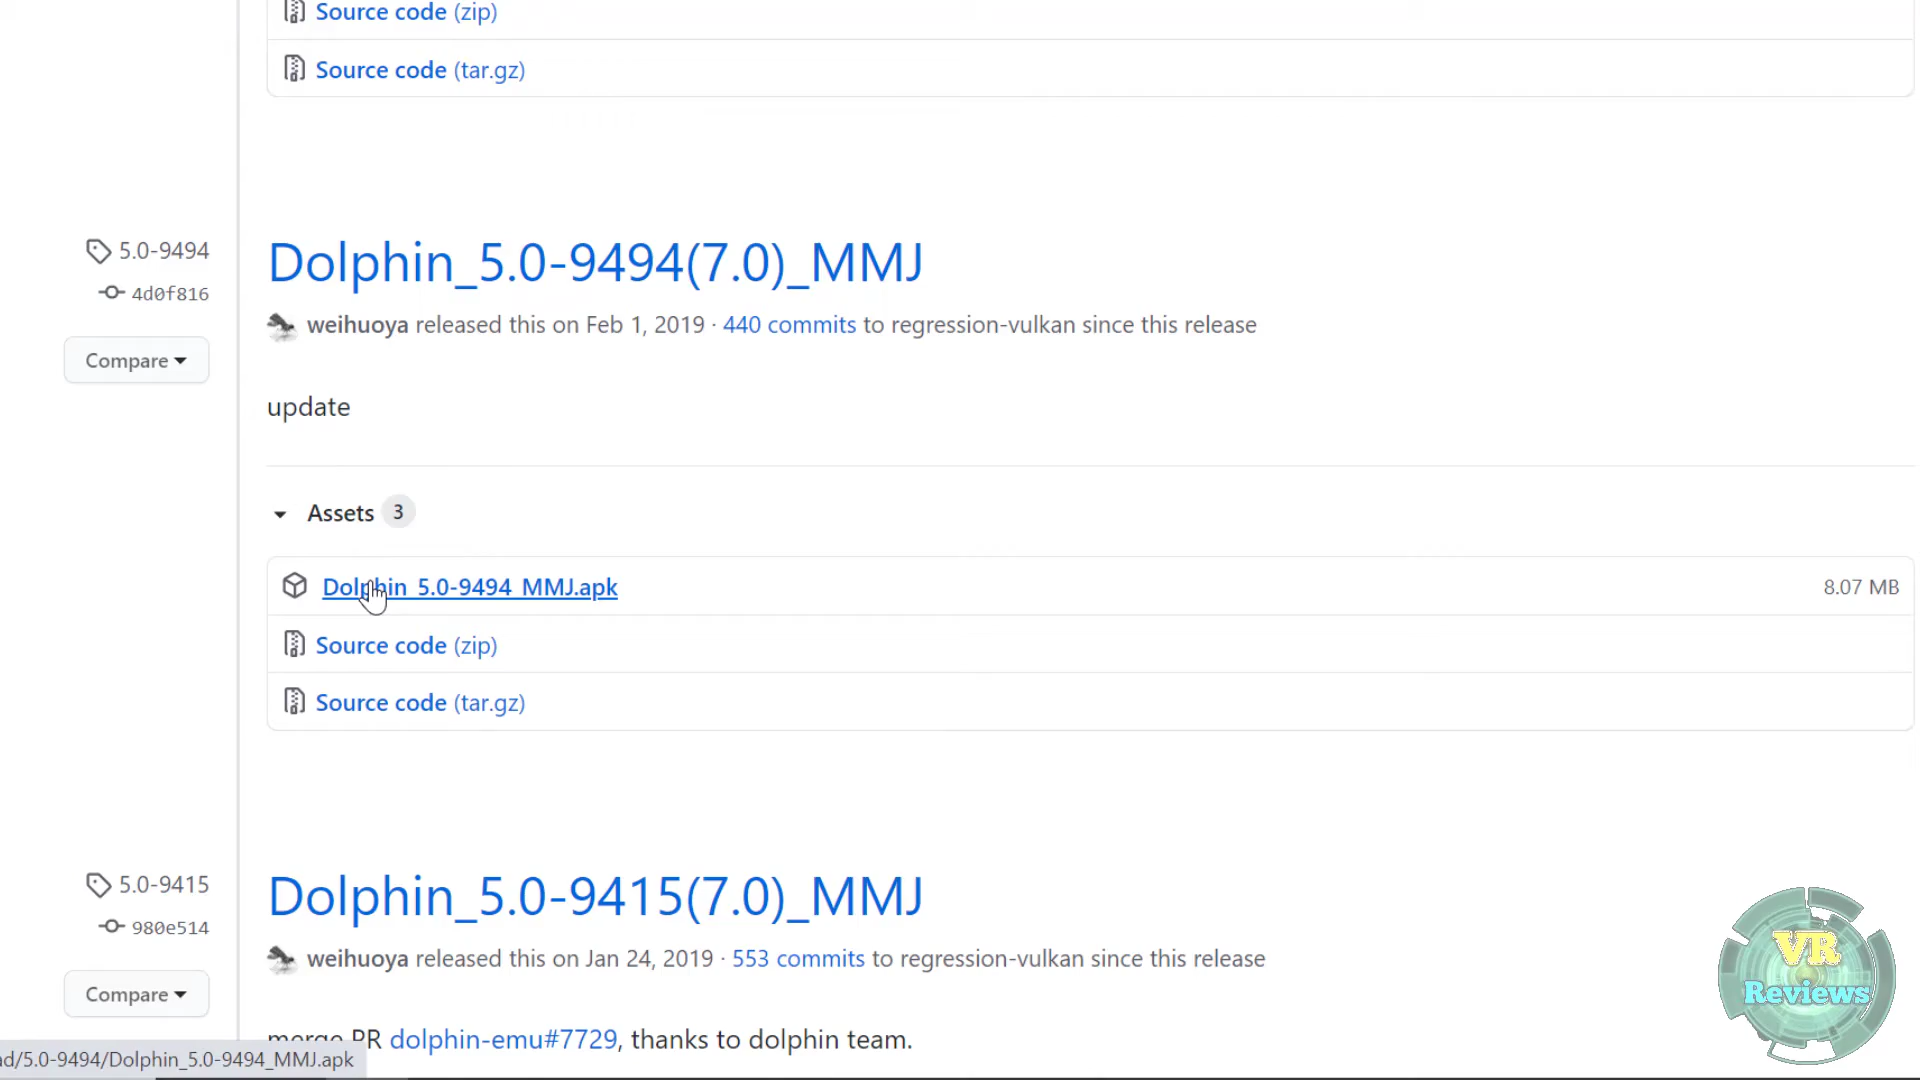 Source code (zip)
Source code (tar.gz)
5.0-9494
4d0f816
Compare
Dolphin_5.0-9494(7.0)_MMJ
weihuoya released this on Feb 1, 2019 · 440 commits to regression-vulkan since this release
update
Assets 3
Dolphin_5.0-9494_MMJ.apk 8.07 MB
Source code (zip)
Source code (tar.gz)
5.0-9415
980e514
Compare
Dolphin_5.0-9415(7.0)_MMJ
weihuoya released this on Jan 24, 2019 · 553 commits to regression-vulkan since this release
merge PR dolphin-emu#7729, thanks to dolphin team.
ad/5.0-9494/Dolphin_5.0-9494_MMJ.apk
VR
Reviews